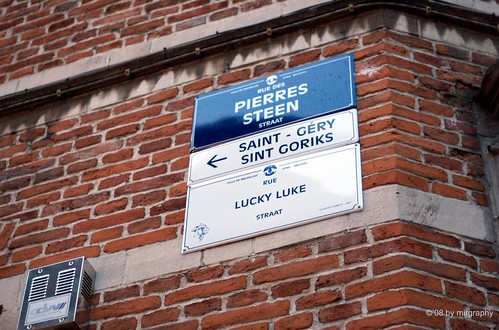 RUE DES
PIERRES
STEEN
STRAAT
SAINT - GÉRY
SINT GORIKS
RUE
LUCKY LUKE
STRAAT
© '08 by mirgraphy